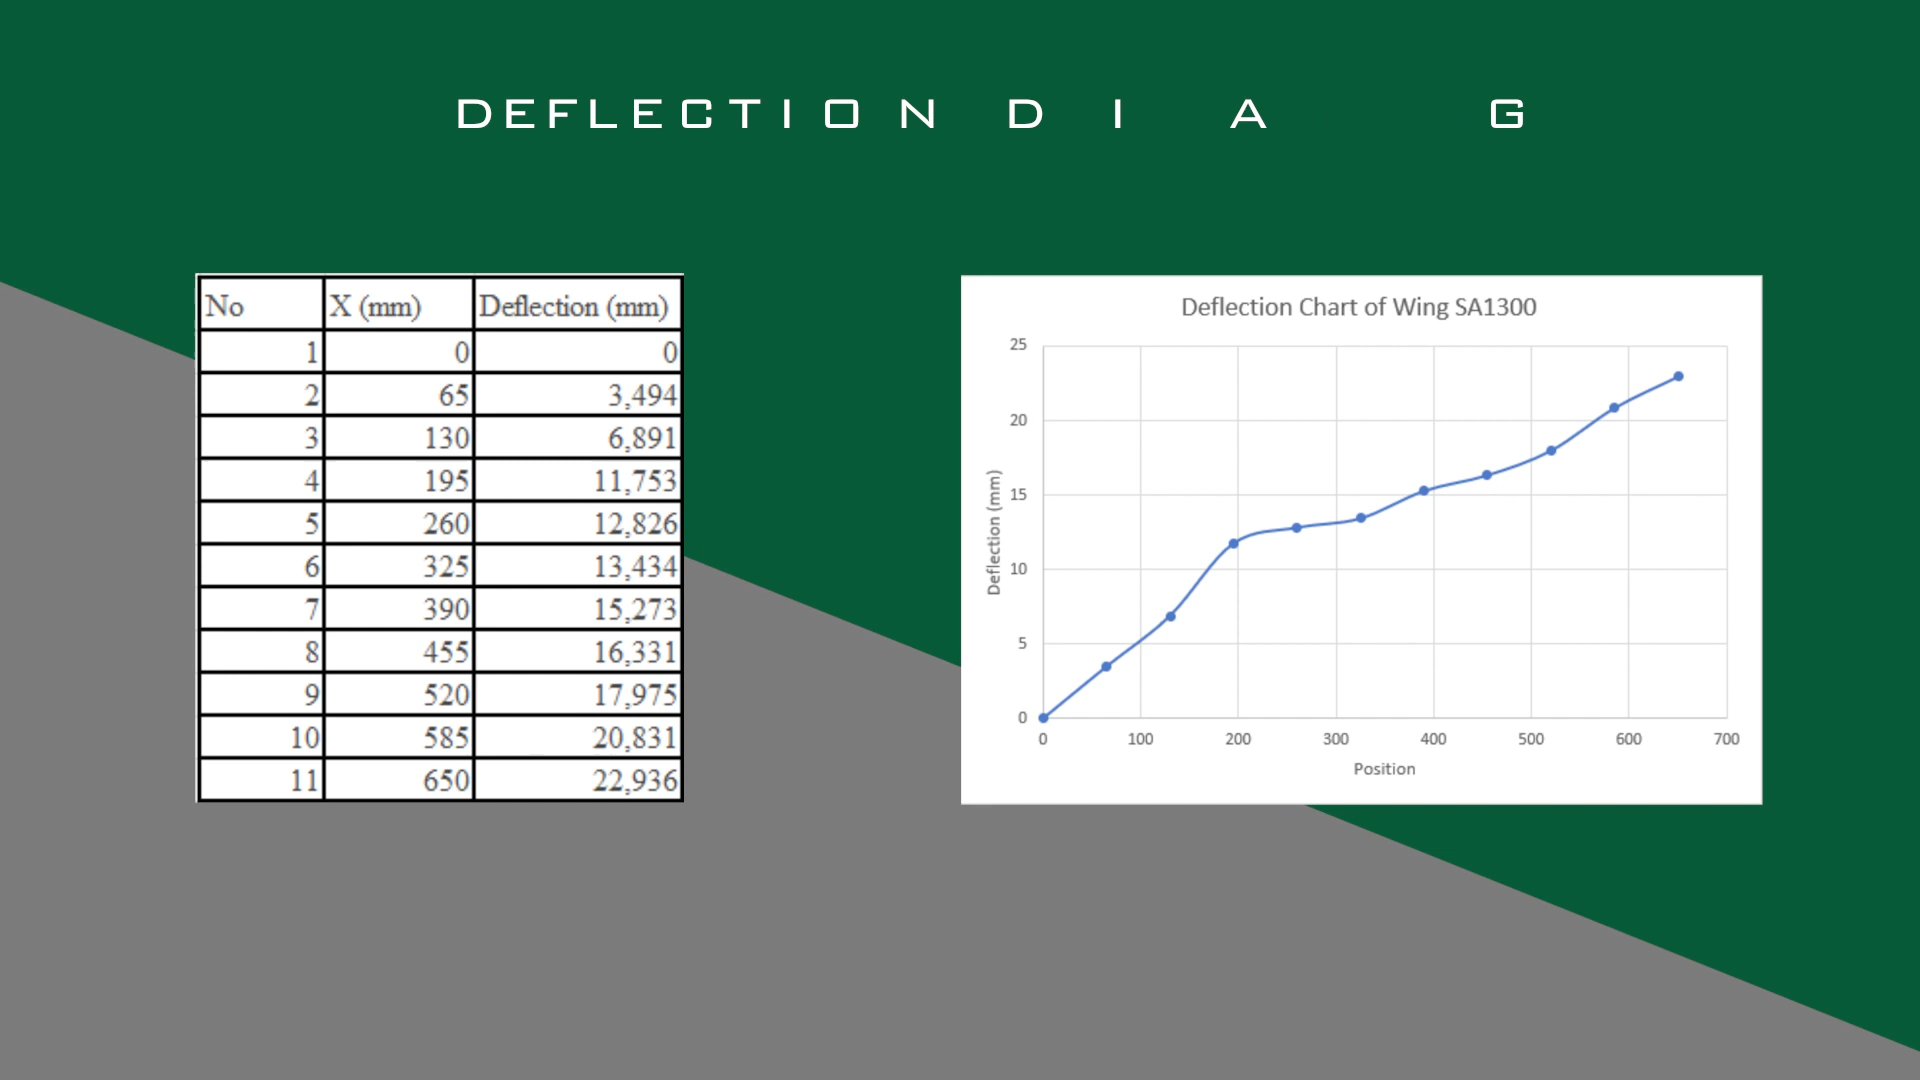 DEFLECTION DIA G
No X (mm) Deflection (mm)
1 0 0
2 65 3,494
3 130 6,891
4 195 11,753
5 260 12,826
6 325 13,434
7 390 15,273
8 455 16,331
9 520 17,975
10 585 20,831
11 650 22,936
Deflection Chart of Wing SA1300
25
20
15
10
5
0
Deflection (mm)
0 100 200 300 400 500 600 700
Position